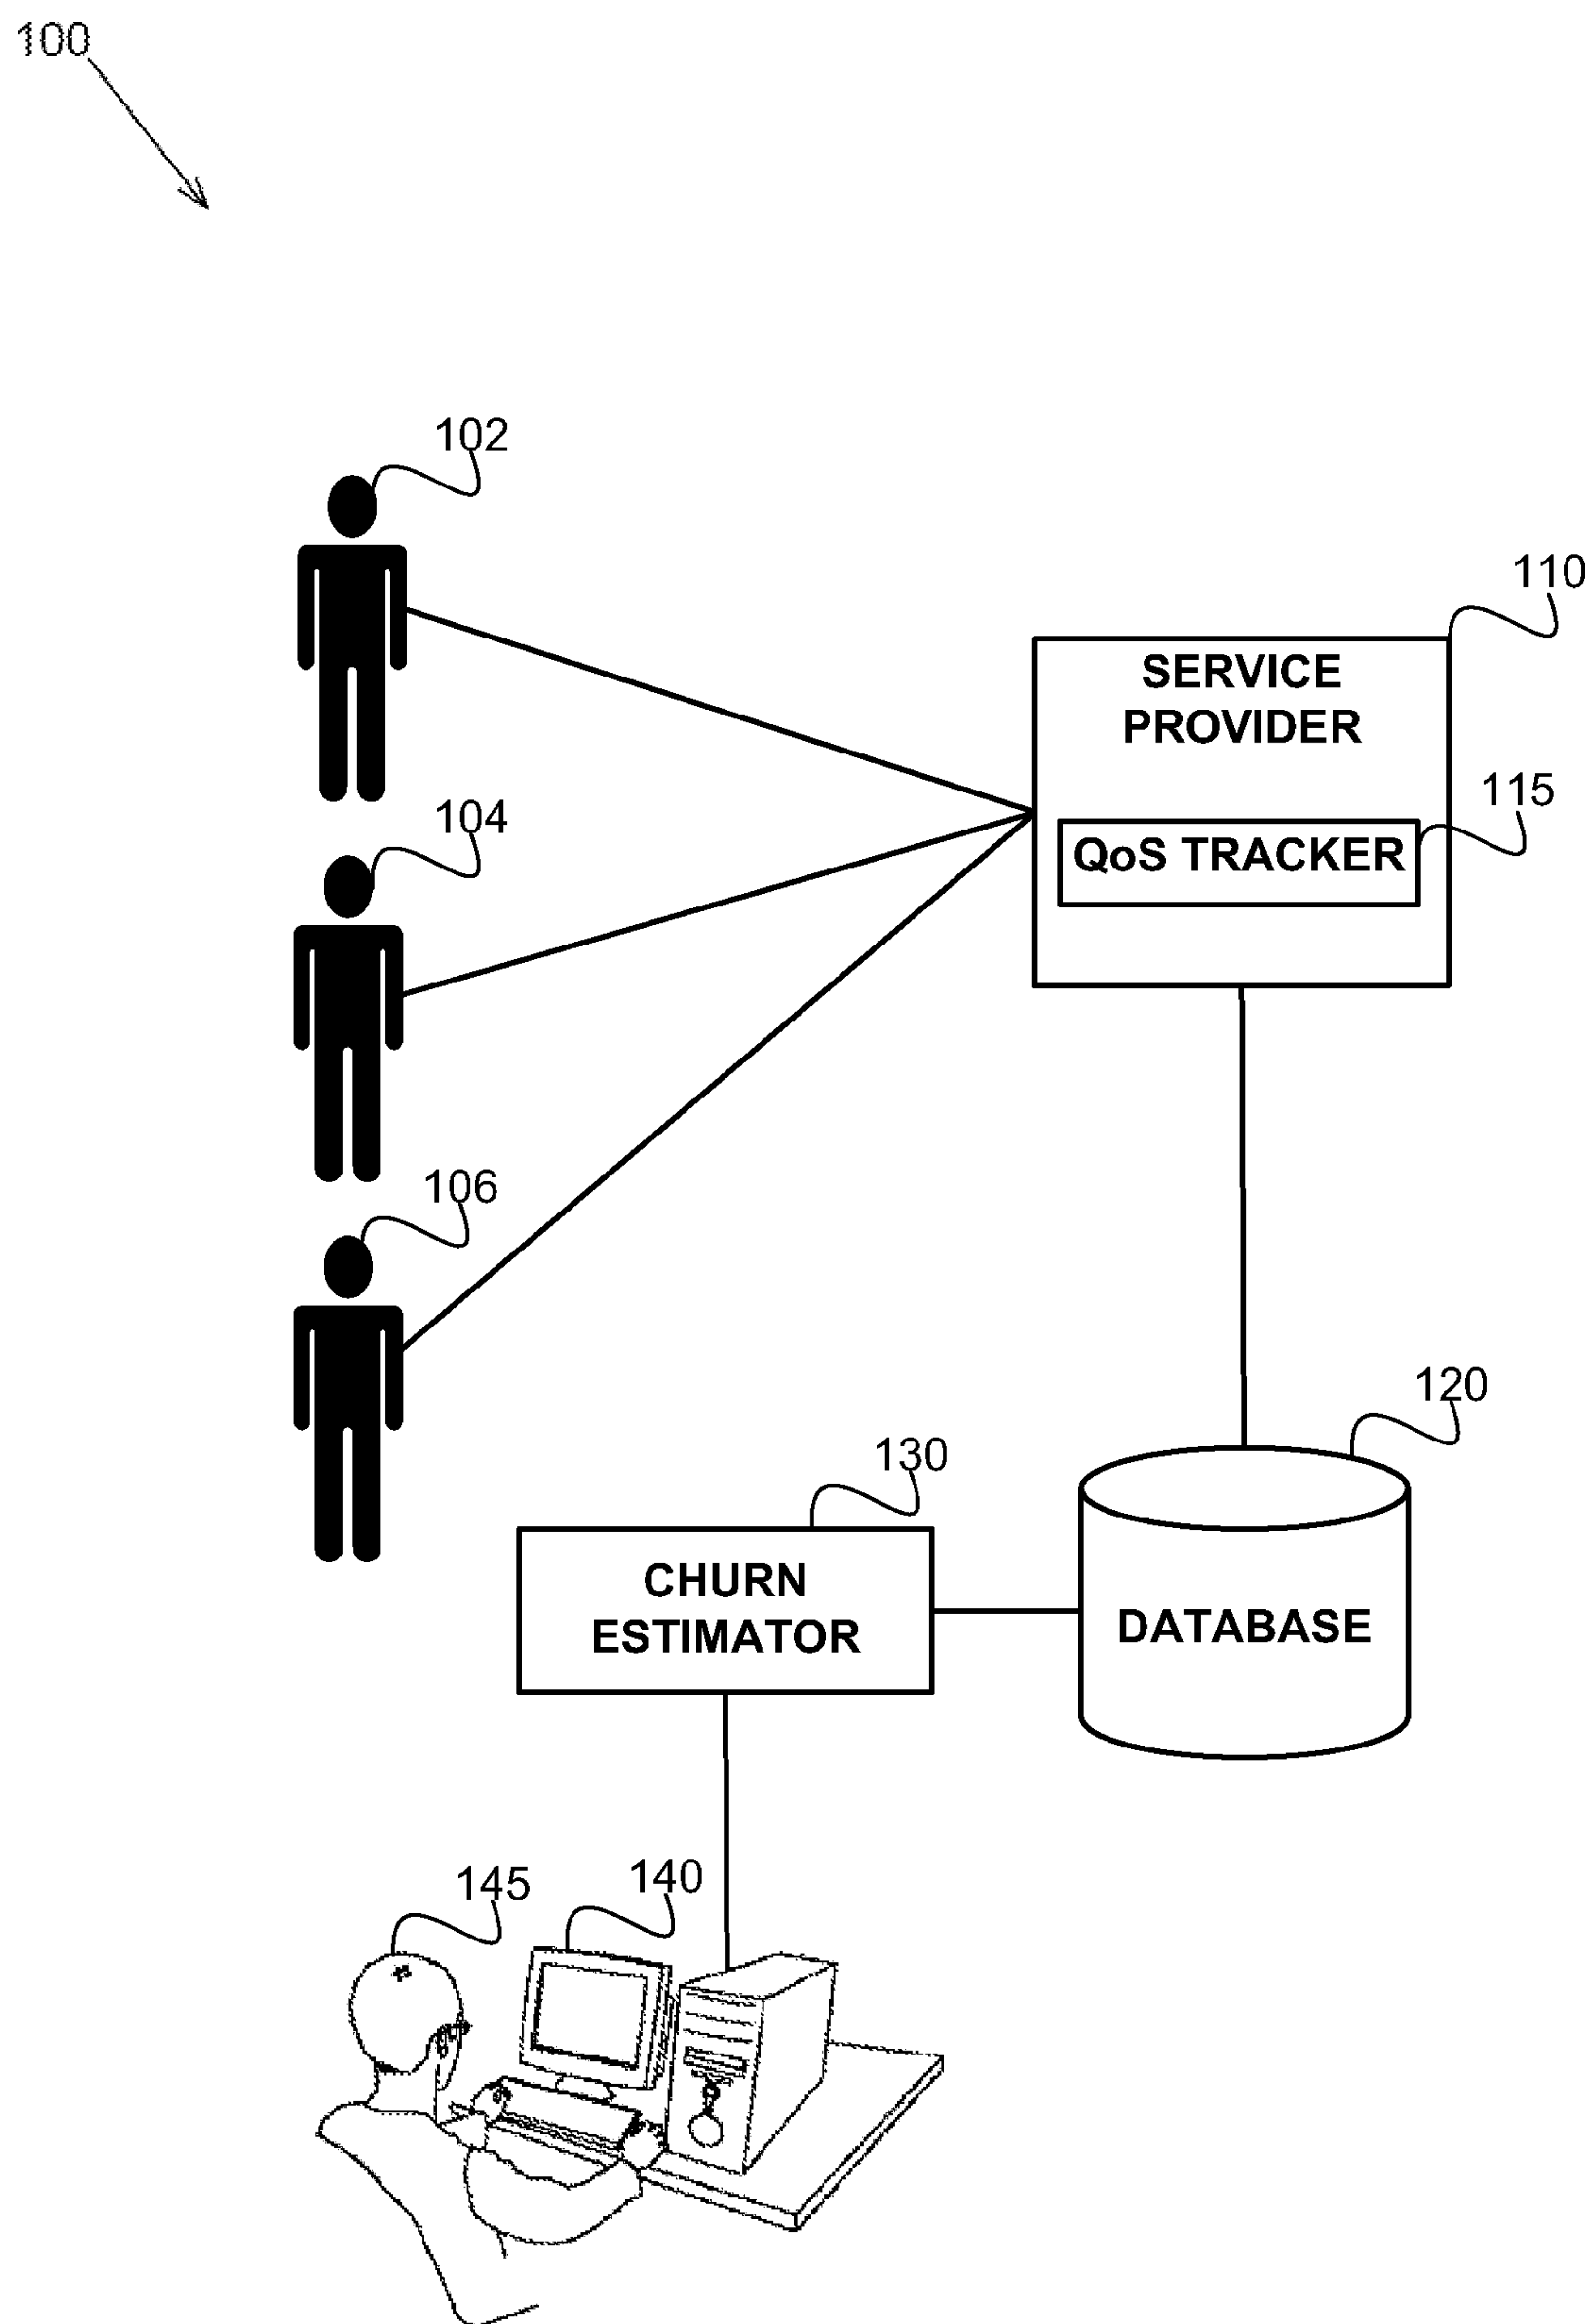 100
102
110
SERVICE
PROVIDER
115
104
QoS TRACKER
106
120
130
CHURN
ESTIMATOR
DATABASE
145
140